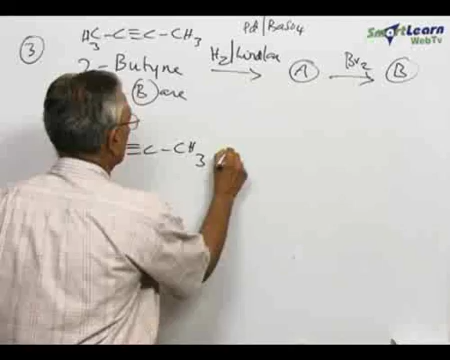 SmartLearn
WebTv
Pd/BaSO4
3 H3C-C≡C-CH3
2-Butyne H2/Lindlar A Br2 B
B are
≡C-CH3